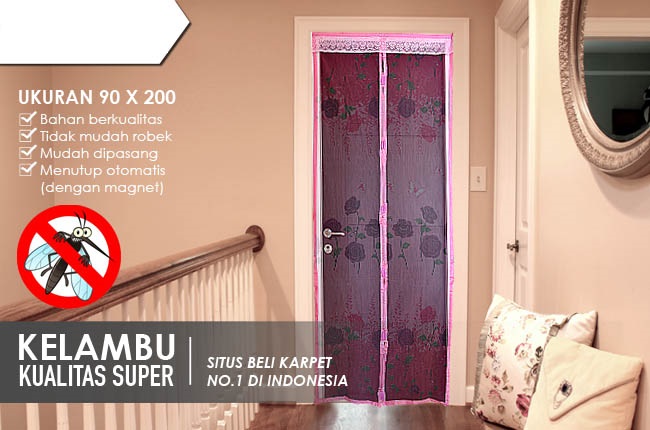 UKURAN 90 X 200
Bahan berkualitas
Tidak mudah robek
Mudah dipasang
Menutup otomatis
(dengan magnet)
KELAMBU
KUALITAS SUPER
SITUS BELI KARPET
NO.1 DI INDONESIA